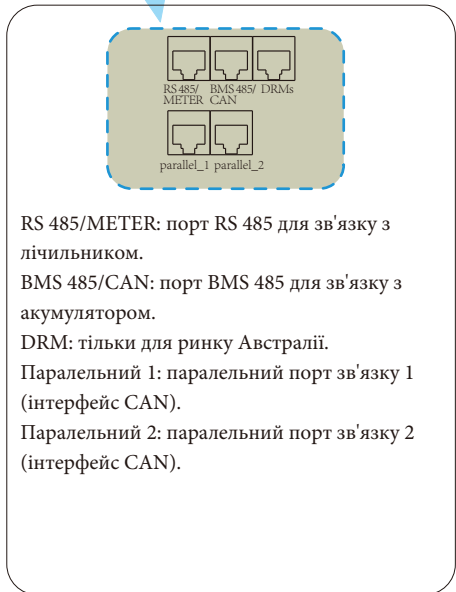 RS 485/ BMS 485/ DRMs
METER CAN
parallel_1 parallel_2
RS 485/METER: порт RS 485 для зв'язку з
лічильником.
BMS 485/CAN: порт BMS 485 для зв'язку з
акумулятором.
DRM: тільки для ринку Австралії.
Паралельний 1: паралельний порт зв'язку 1
(інтерфейс CAN).
Паралельний 2: паралельний порт зв'язку 2
(інтерфейс CAN).